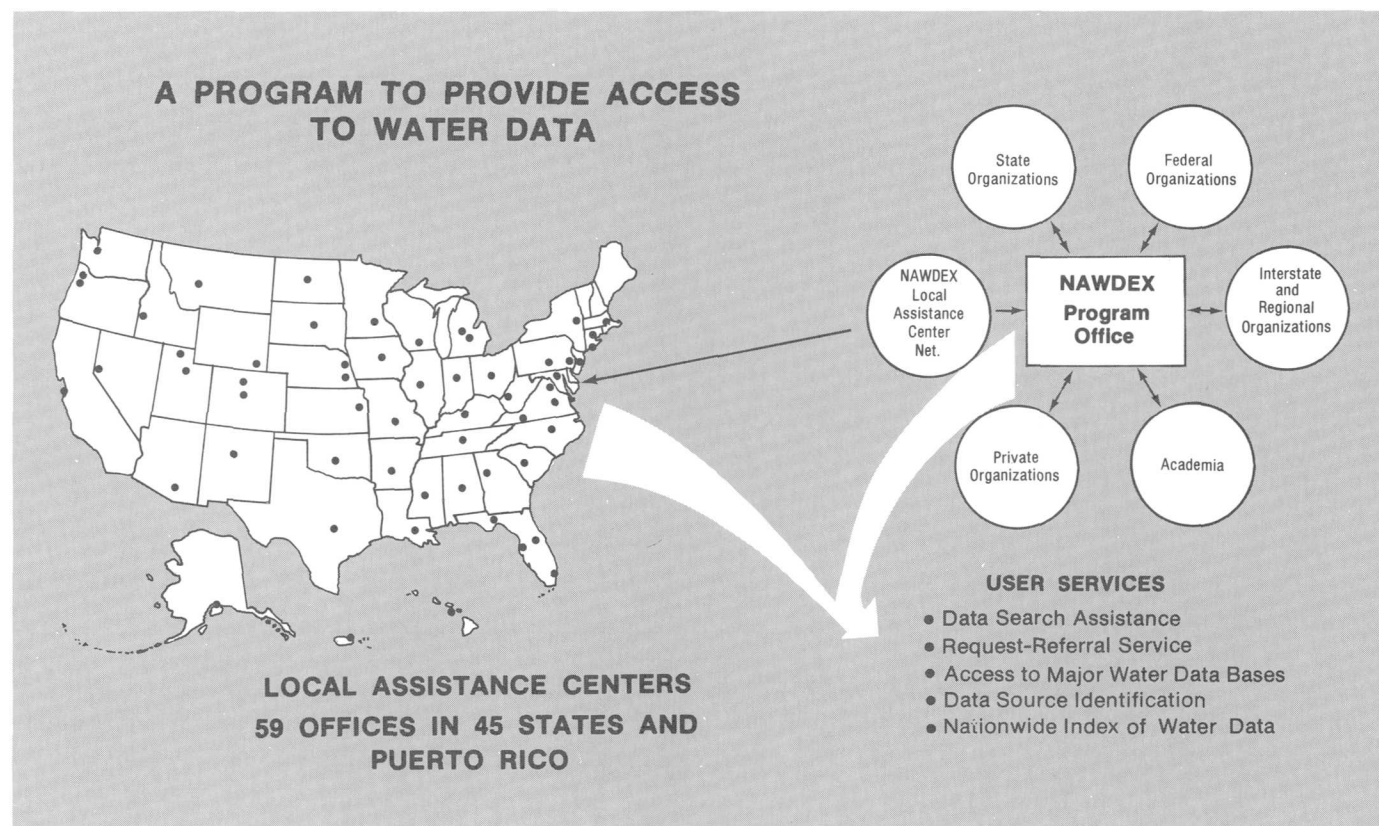 A PROGRAM TO PROVIDE ACCESS
TO WATER DATA
State
Organizations
Federal
Organizations
NAWDEX
Local
Assistance
Center
Net.
NAWDEX
Program
Office
Interstate
and
Regional
Organizations
Private
Organizations
Academia
LOCAL ASSISTANCE CENTERS
59 OFFICES IN 45 STATES AND
PUERTO RICO
USER SERVICES
• Data Search Assistance
• Request-Referral Service
• Access to Major Water Data Bases
• Data Source Identification
• Nationwide Index of Water Data